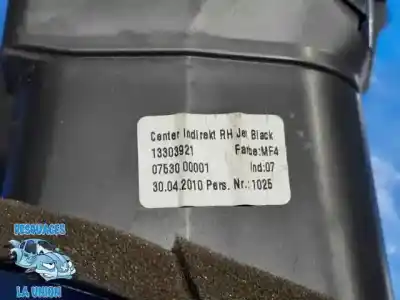 Center Indirekt RH Jet Black
13303921 Farbe:MF4
07530 00001 Ind:07
30.04.2010 Pers. Nr.:1025
DESGUACES
LA UNION